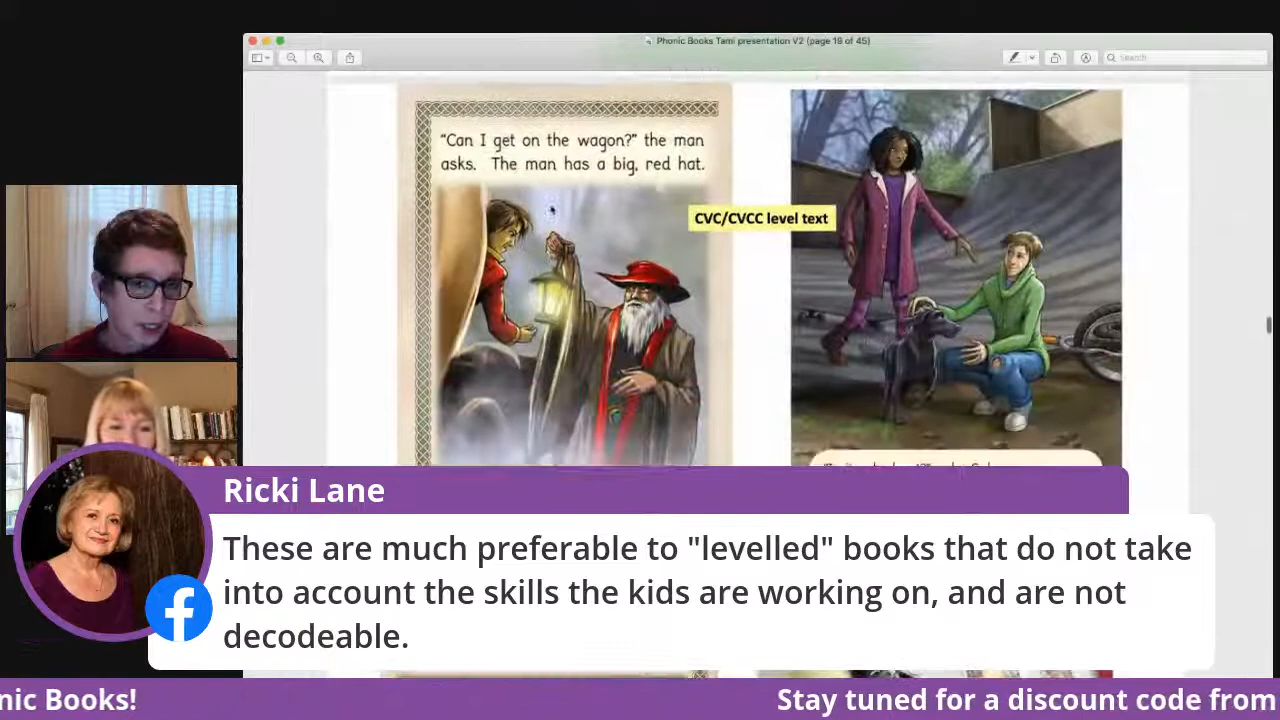 Phonic Books Tami presentation V2 (page 19 of 45)
Search
"Can I get on the wagon?" the man
asks. The man has a big, red hat.
CVC/CVCC level text
Ricki Lane
These are much preferable to "levelled" books that do not take
into account the skills the kids are working on, and are not
decodeable.
nic Books!
Stay tuned for a discount code from